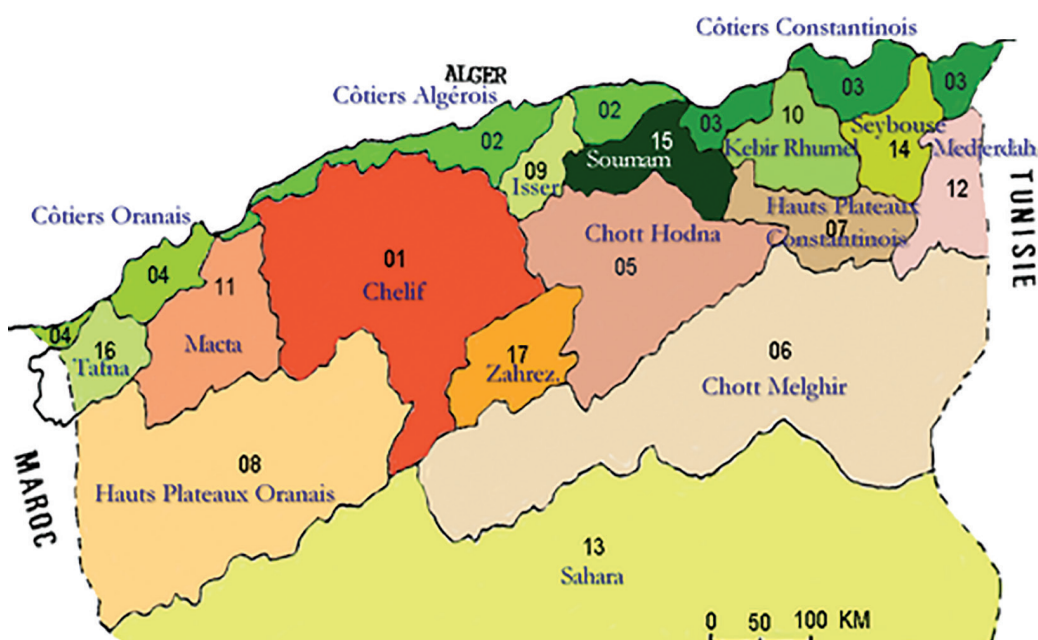 Côtiers Constantinois
ALGER
Côtiers Algérois
03
03
02
02
03
10
15
Seybouse
Kebir Rhumel
14
Medjerdah
Soumam
09
Isser
12
TUNISIE
Hauts Plateaux
07
Constantinois
Côtiers Oranais
Chott Hodna
05
01
Chelif
04
11
04
16
Tafna
Macta
17
Zahrez.
06
Chott Melghir
MAROC
08
Hauts Plateaux Oranais
13
Sahara
0 50 100 KM